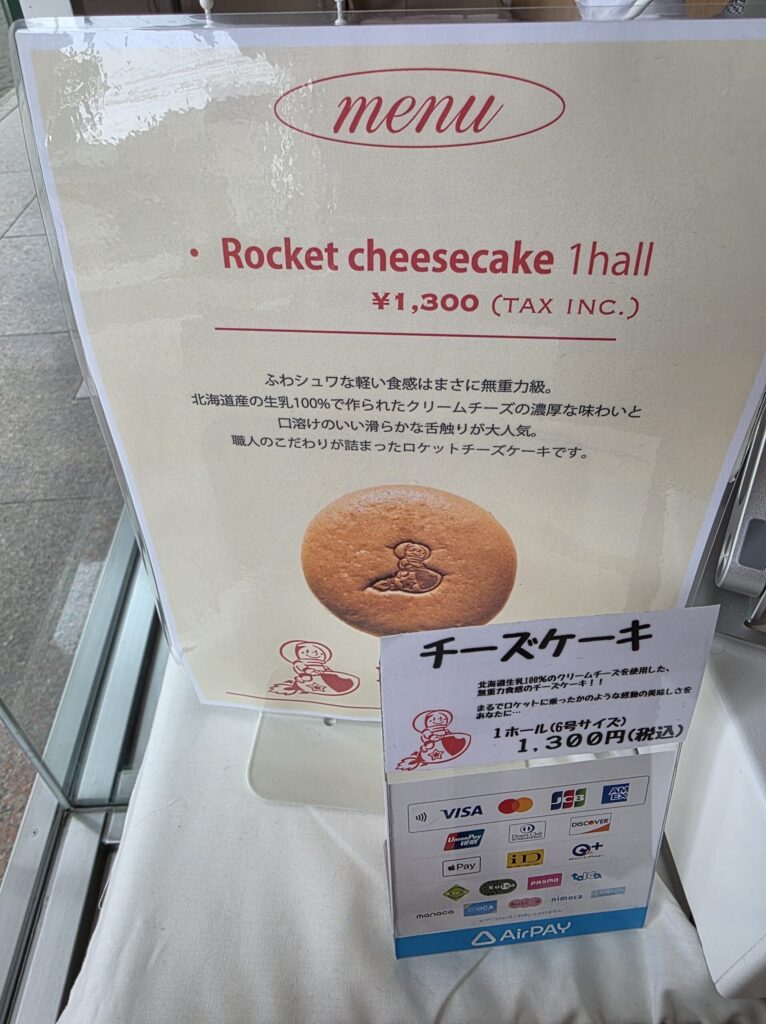 menu
・Rocket cheesecake 1hall
¥1,300 (TAX INC.)
ふわシュワな軽い食感はまさに無重力級。
北海道産の生乳100%で作られたクリームチーズの濃厚な味わいと
口溶けのいい滑らかな舌触りが大人気。
職人のこだわりが詰まったロケットチーズケーキです。
チーズケーキ
北海道生乳100%のクリームチーズを使用した、
無重力食感のチーズケーキ!!
まるでロケットに乗ったかのような感動の美味しさを
あなたに…
1ホール(6号サイズ)
1,300円(税込)
VISA
JCB
AM
EX
UnionPay
銀联
DISCOVER
Pay
iD
Suica
PASMO
manaca
nimoca
AirPAY